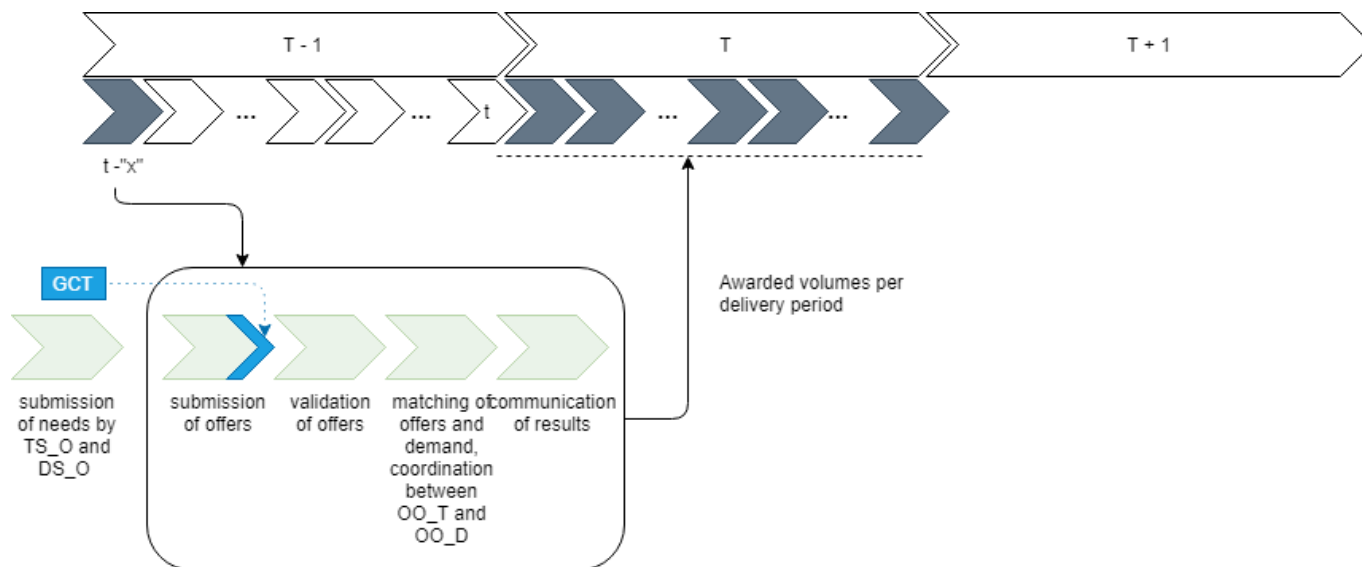 T - 1
T
T + 1
...
...
t
...
...
t -"x"
GCT
Awarded volumes per
delivery period
submission
of needs by
TS_O and
DS_O
submission
of offers
validation
of offers
matching of
offers and
demand,
coordination
between
OO_T and
OO_D
communication
of results